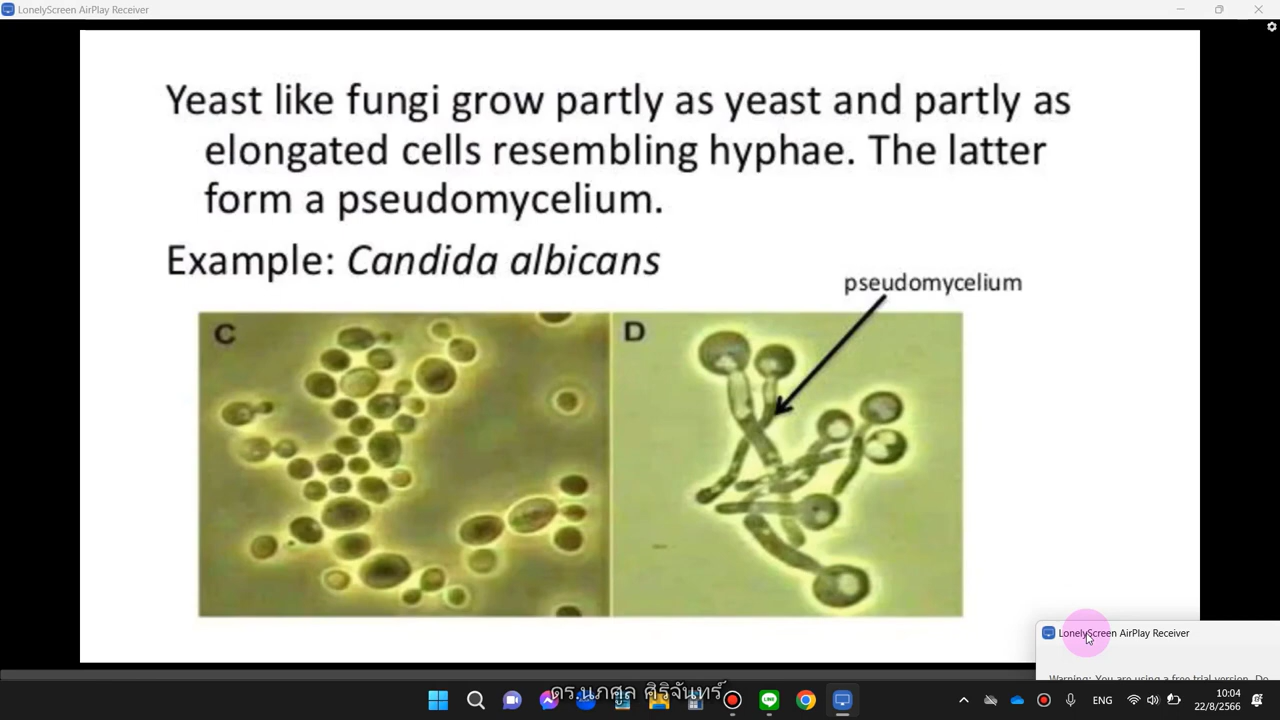 LonelyScreen AirPlay Receiver
Yeast like fungi grow partly as yeast and partly as
elongated cells resembling hyphae. The latter
form a pseudomycelium.
Example: Candida albicans
pseudomycelium
C
D
LonelyScreen AirPlay Receiver
Warning: You are using a free trial version. Do
ดร.นภศูล ศิริจันทร์
ENG
10:04
22/8/2566